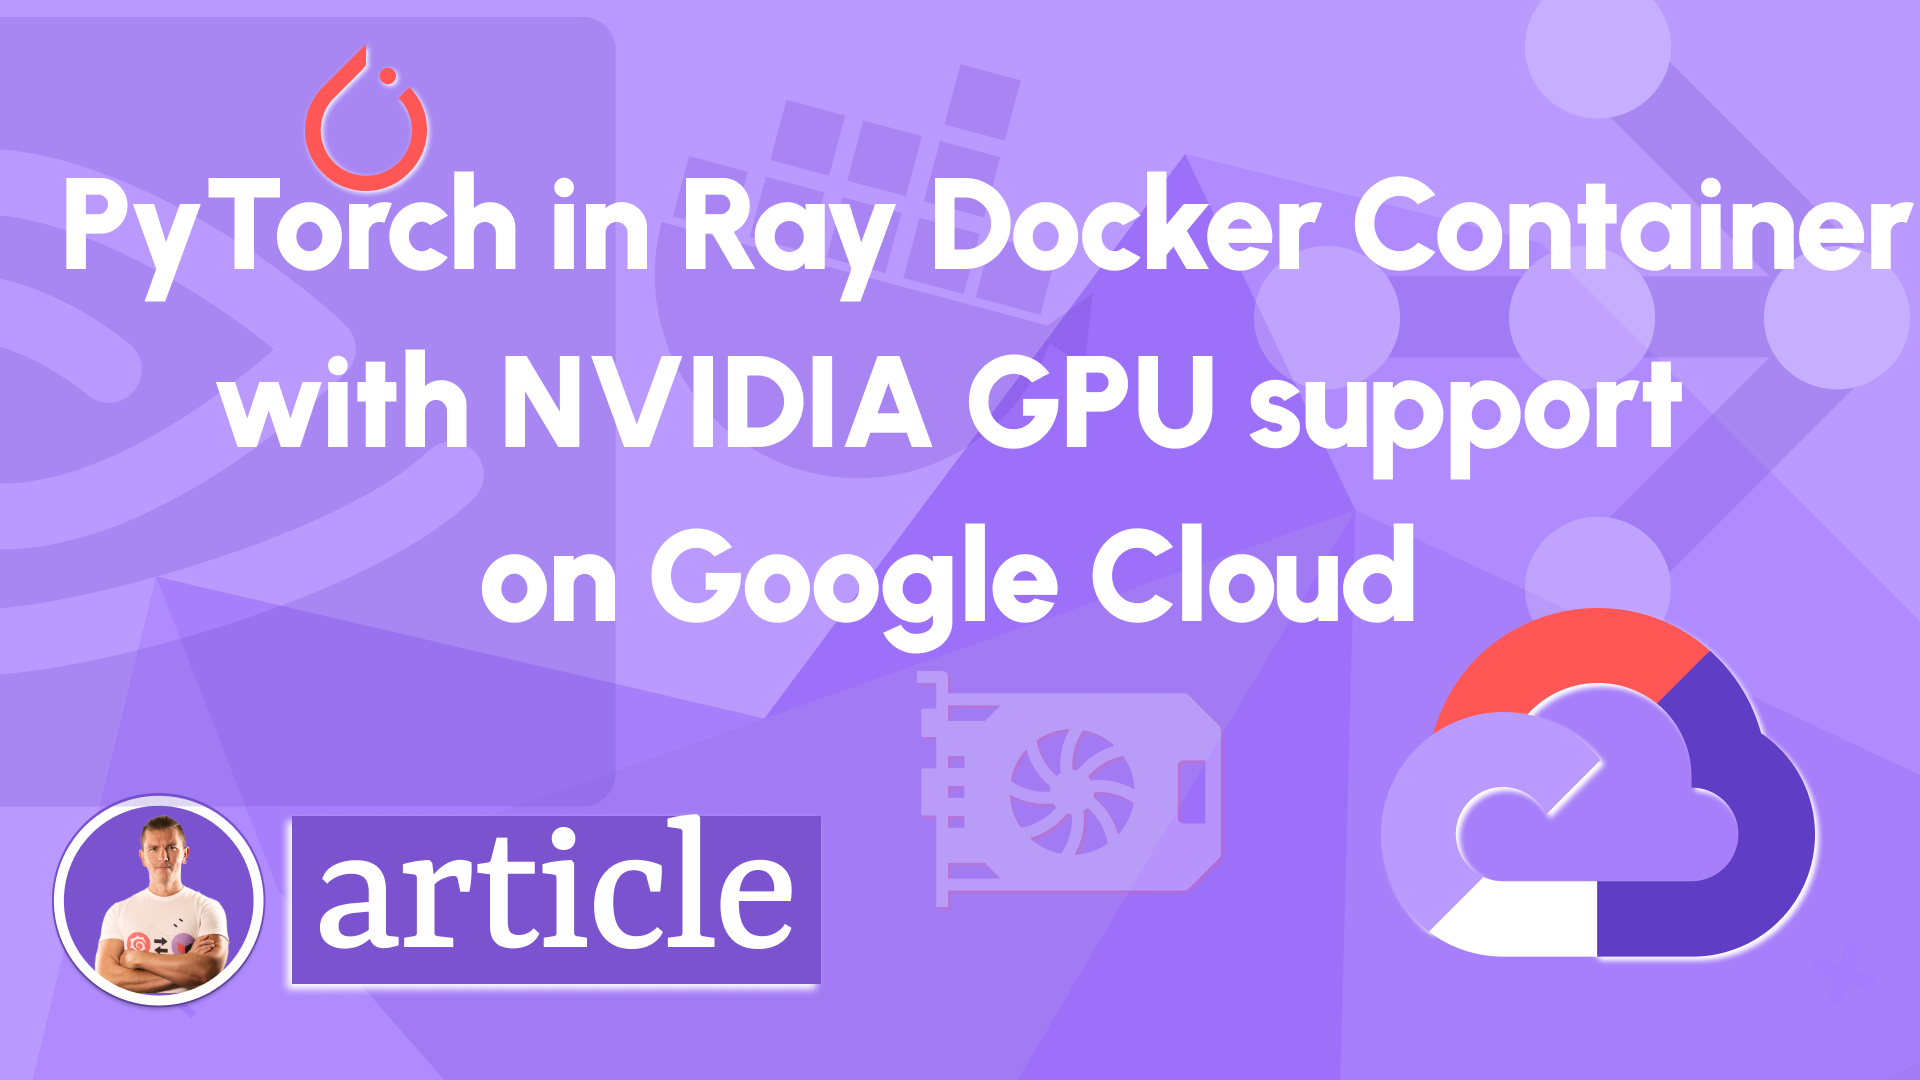 PyTorch in Ray Docker Container
with NVIDIA GPU support
on Google Cloud
article